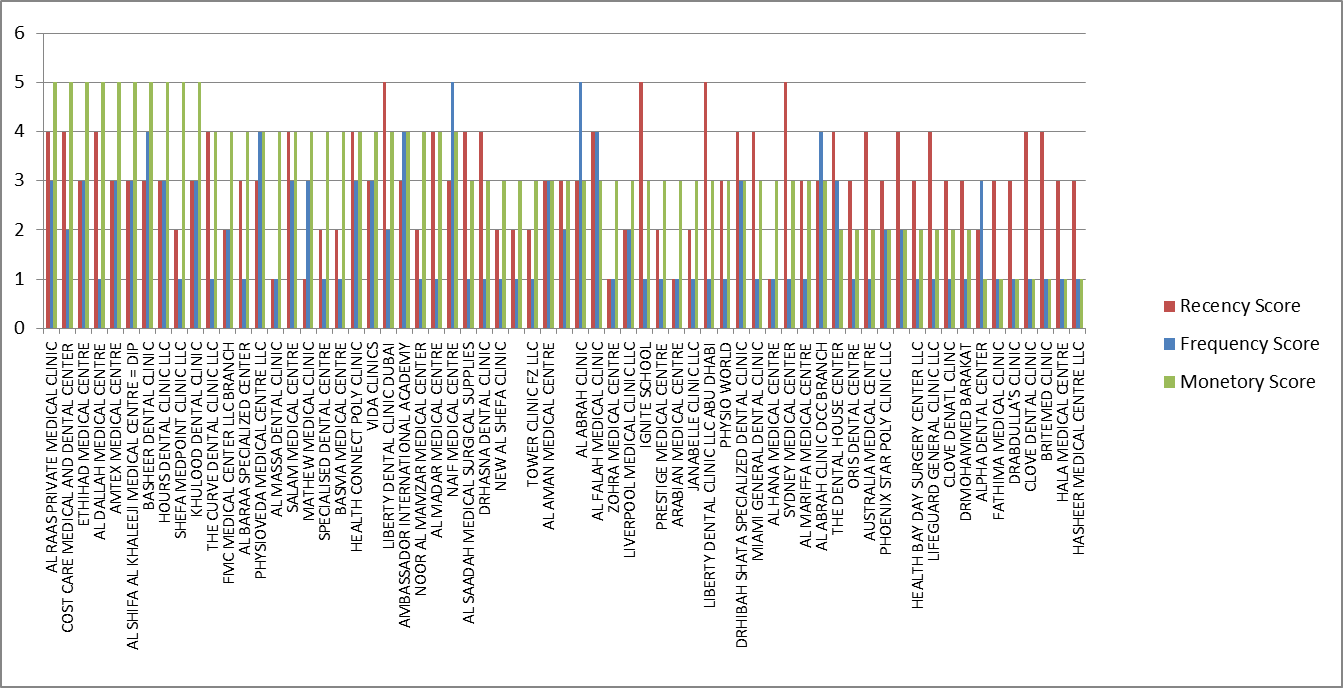 6
5
4
3
2
1
0
AL RAAS PRIVATE MEDICAL CLINIC
COST CARE MEDICAL AND DENTAL CENTER
ETHIHAD MEDICAL CENTRE
AL DALLAH MEDICAL CENTRE
AMTEX MEDICAL CENTRE
AL SHIFA AL KHALEEJI MEDICAL CENTRE = DIP
BASHEER DENTAL CLINIC
HOURS DENTAL CLINIC LLC
SHEFA MEDPOINT CLINIC LLC
KHULOOD DENTAL CLINIC
THE CURVE DENTAL CLINIC LLC
FMC MEDICAL CENTER LLC BRANCH
AL BARAA SPECIALIZED CENTER
PHYSIOVEDA MEDICAL CENTRE LLC
AL MASSA DENTAL CLINIC
SALAMI MEDICAL CENTRE
MATHEW MEDICAL CLINIC
SPECIALISED DENTAL CENTRE
BASMA MEDICAL CENTRE
HEALTH CONNECT POLY CLINIC
VIDA CLINICS
LIBERTY DENTAL CLINIC DUBAI
AMBASSADOR INTERNATIONAL ACADEMY
NOOR AL MAMZAR MEDICAL CENTER
AL MADAR MEDICAL CENTRE
NAIF MEDICAL CENTRE
AL SAADAH MEDICAL SURGICAL SUPPLIES
DRHASNA DENTAL CLINIC
NEW AL SHEFA CLINIC
TOWER CLINIC FZ.LLC
AL AMAN MEDICAL CENTRE
AL ABRAH CLINIC
AL FALAH MEDICAL CLINIC
ZOHRA MEDICAL CENTRE
LIVERPOOL MEDICAL CLINIC LLC
IGNITE SCHOOL
PRESTIGE MEDICAL CENTRE
ARABIAN MEDICAL CENTRE
JANABELLE CLINIC LLC
LIBERTY DENTAL CLINIC LLC ABU DHABI
PHYSIO WORLD
DRHIBAH SHATA SPECIALIZED DENTAL CLINIC
MIAMI GENERAL DENTAL CLINIC
AL HANA MEDICAL CENTRE
SYDNEY MEDICAL CENTER
AL MARIFFA MEDICAL CENTRE
AL ABRAH CLINIC DCC BRANCH
THE DENTAL HOUSE CENTER
ORIS DENTAL CENTRE
AUSTRALIA MEDICAL CENTRE
PHOENIX STAR POLY CLINIC LLC
HEALTH BAY DAY SURGERY CENTER LLC
LIFEGUARD GENERAL CLINIC LLC
CLOVE DENATL CLINC
DRMOHAMMED BARAKAT
ALPHA DENTAL CENTER
FATHIMA MEDICAL CLINIC
DRABDULLA'S CLINIC
CLOVE DENTAL CLINIC
BRITEMED CLINIC
HALA MEDICAL CENTRE
HASHEER MEDICAL CENTRE LLC
Recency Score
Frequency Score
Monetory Score